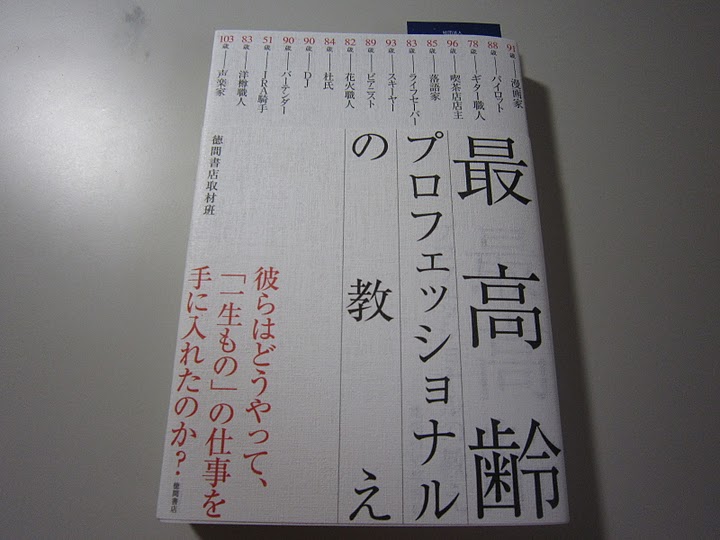 91歳――漫画家
88歳――パイロット
78歳――ギター職人
96歳――喫茶店店主
85歳――落語家
83歳――ライフセーバー
93歳――スキーヤー
89歳――ピアニスト
82歳――花火職人
84歳――杜氏
90歳――DJ
90歳――バーテンダー
51歳――JRA騎手
83歳――洋樽職人
103歳――声楽家
最高齢
プロフェッショナル
の教え
徳間書店取材班
彼らはどうやって、
「一生もの」の仕事を
手に入れたのか?
徳間書店